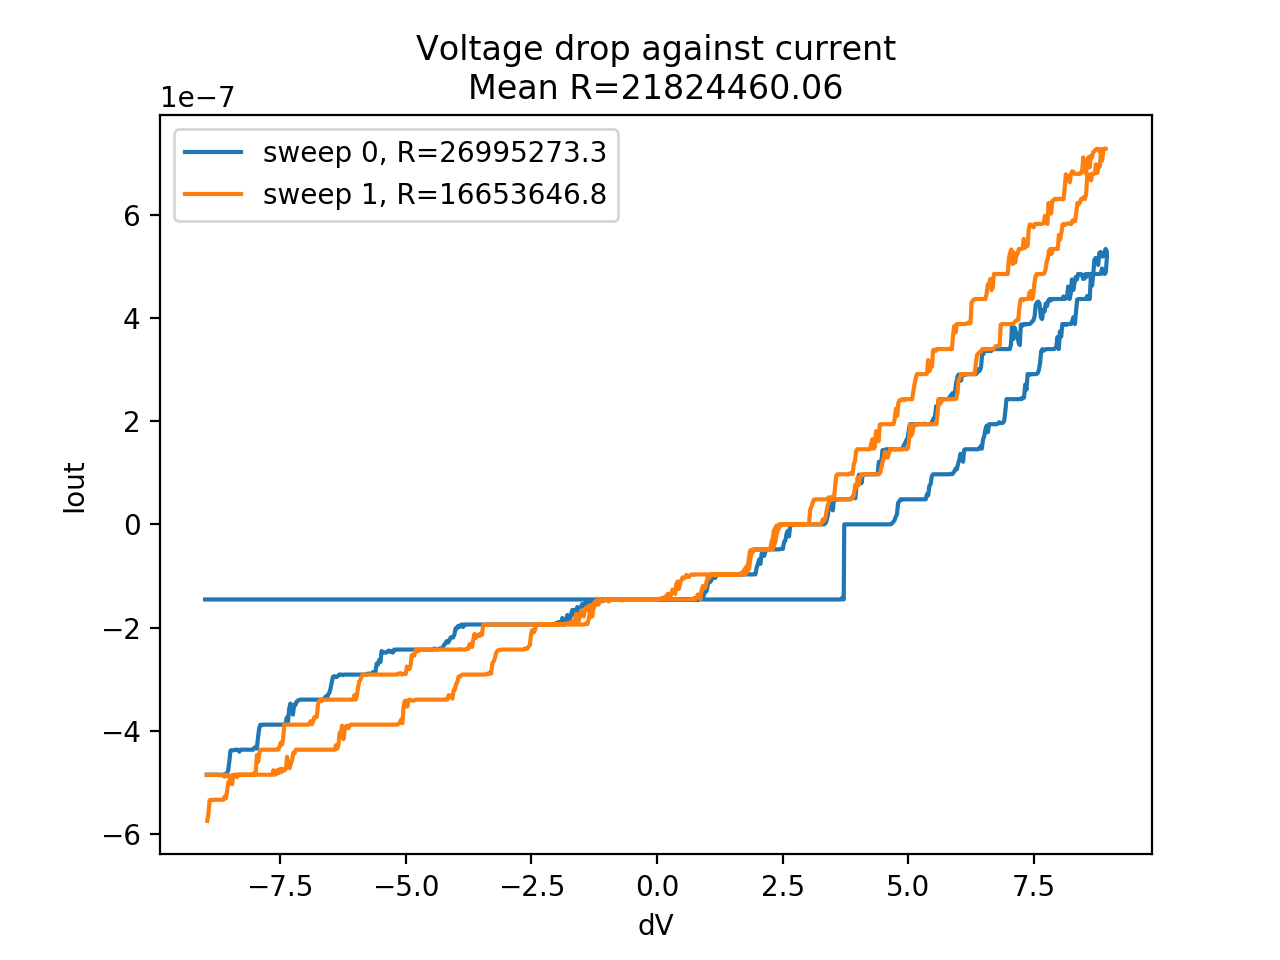 Voltage drop against current
Mean R=21824460.06
1e−7
sweep 0, R=26995273.3
sweep 1, R=16653646.8
6
4
2
0
−2
−4
−6
Iout
−7.5
−5.0
−2.5
0.0
2.5
5.0
7.5
dV